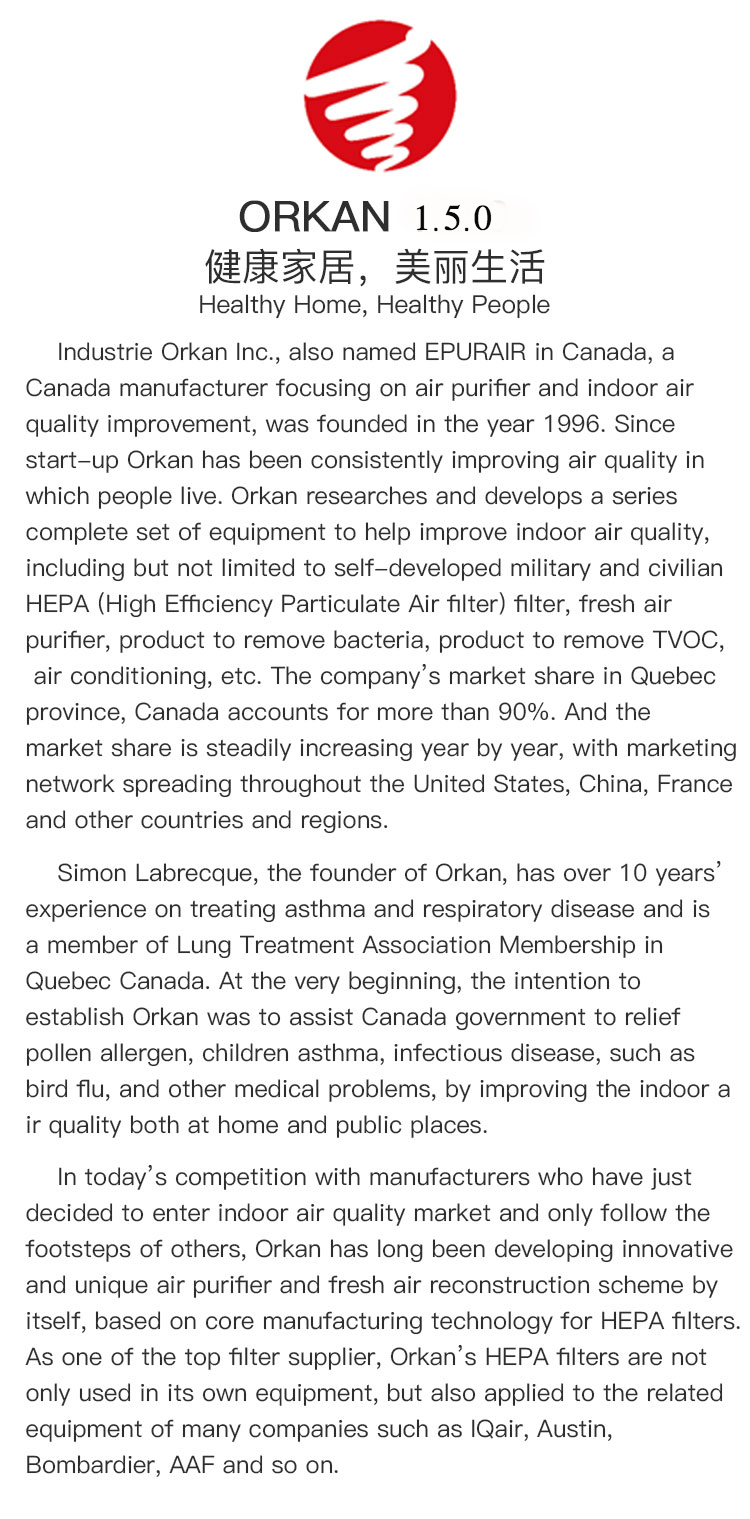 ORKAN 1.5.0
健康家居，美丽生活
Healthy Home, Healthy People
Industrie Orkan Inc., also named EPURAIR in Canada, a
Canada manufacturer focusing on air purifier and indoor air
quality improvement, was founded in the year 1996. Since
start-up Orkan has been consistently improving air quality in
which people live. Orkan researches and develops a series
complete set of equipment to help improve indoor air quality,
including but not limited to self-developed military and civilian
HEPA (High Efficiency Particulate Air filter) filter, fresh air
purifier, product to remove bacteria, product to remove TVOC,
air conditioning, etc. The company's market share in Quebec
province, Canada accounts for more than 90%. And the
market share is steadily increasing year by year, with marketing
network spreading throughout the United States, China, France
and other countries and regions.
Simon Labrecque, the founder of Orkan, has over 10 years'
experience on treating asthma and respiratory disease and is
a member of Lung Treatment Association Membership in
Quebec Canada. At the very beginning, the intention to
establish Orkan was to assist Canada government to relief
pollen allergen, children asthma, infectious disease, such as
bird flu, and other medical problems, by improving the indoor a
ir quality both at home and public places.
In today's competition with manufacturers who have just
decided to enter indoor air quality market and only follow the
footsteps of others, Orkan has long been developing innovative
and unique air purifier and fresh air reconstruction scheme by
itself, based on core manufacturing technology for HEPA filters.
As one of the top filter supplier, Orkan's HEPA filters are not
only used in its own equipment, but also applied to the related
equipment of many companies such as IQair, Austin,
Bombardier, AAF and so on.